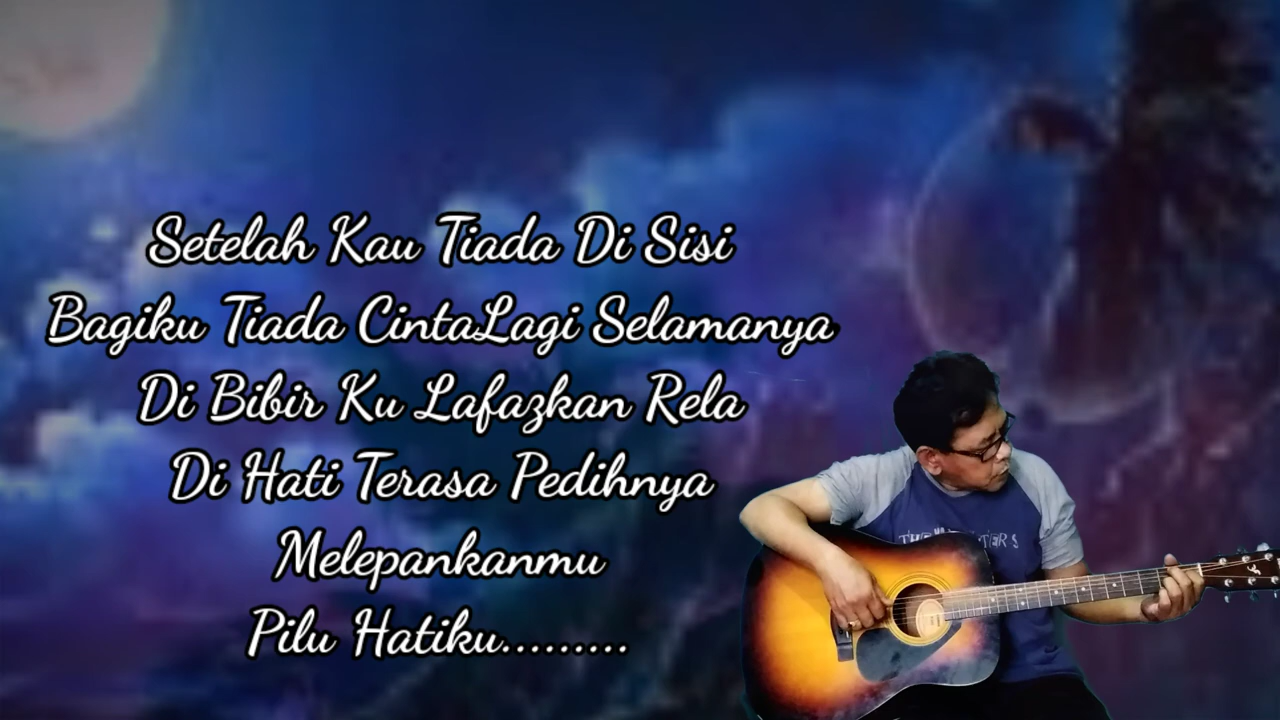 Setelah Kau Tiada Di Sisi
Bagiku Tiada CintaLagi Selamanya
Di Bibir Ku Lafazkan Rela
Di Hati Terasa Pedihnya
Melepankanmu
Pilu Hatiku.........
THE